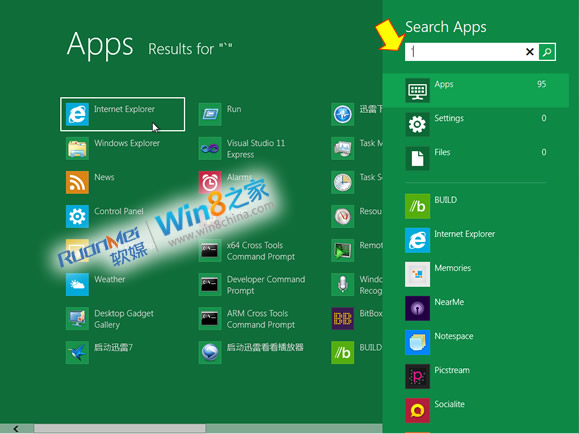 Apps Results for "`"
Internet Explorer
Windows Explorer
News
Control Panel
Weather
Desktop Gadget
Gallery
启动迅雷7
Run
Visual Studio 11
Express
Alarms
x64 Cross Tools
Command Prompt
Developer Command
Prompt
ARM Cross Tools
Command Prompt
启动迅雷看看播放器
迅雷下
Task M
Task S
Resou
Remot
Windo
Recog
BitBox
BUILD
RuanMei
软媒
Win8之家
www.win8china.com
Search Apps
`
Apps 95
Settings 0
Files 0
BUILD
Internet Explorer
Memories
NearMe
Notespace
Picstream
Socialite